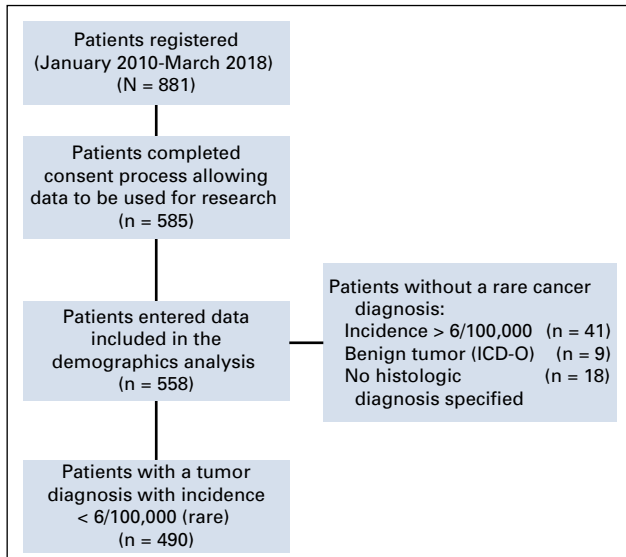 Patients registered
(January 2010-March 2018)
(N = 881)
Patients completed
consent process allowing
data to be used for research
(n = 585)
Patients entered data
included in the
demographics analysis
(n = 558)
Patients without a rare cancer
diagnosis:
Incidence > 6/100,000 (n = 41)
Benign tumor (ICD-O) (n = 9)
No histologic (n = 18)
diagnosis specified
Patients with a tumor
diagnosis with incidence
< 6/100,000 (rare)
(n = 490)